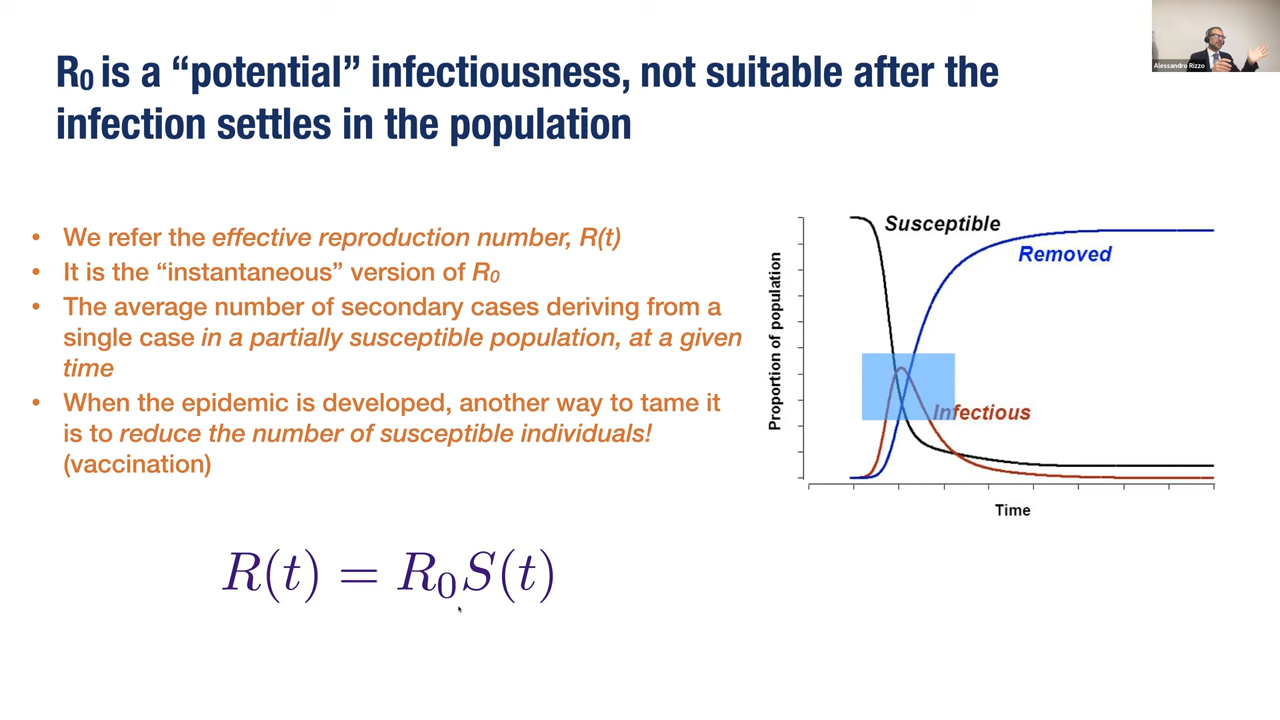 Alessandro Rizzo
R₀ is a “potential” infectiousness, not suitable after the
infection settles in the population
• We refer the effective reproduction number, R(t)
• It is the “instantaneous” version of R₀
• The average number of secondary cases deriving from a
single case in a partially susceptible population, at a given
time
• When the epidemic is developed, another way to tame it
is to reduce the number of susceptible individuals!
(vaccination)
R(t) = R₀S(t)
Susceptible
Removed
Infectious
Proportion of population
Time